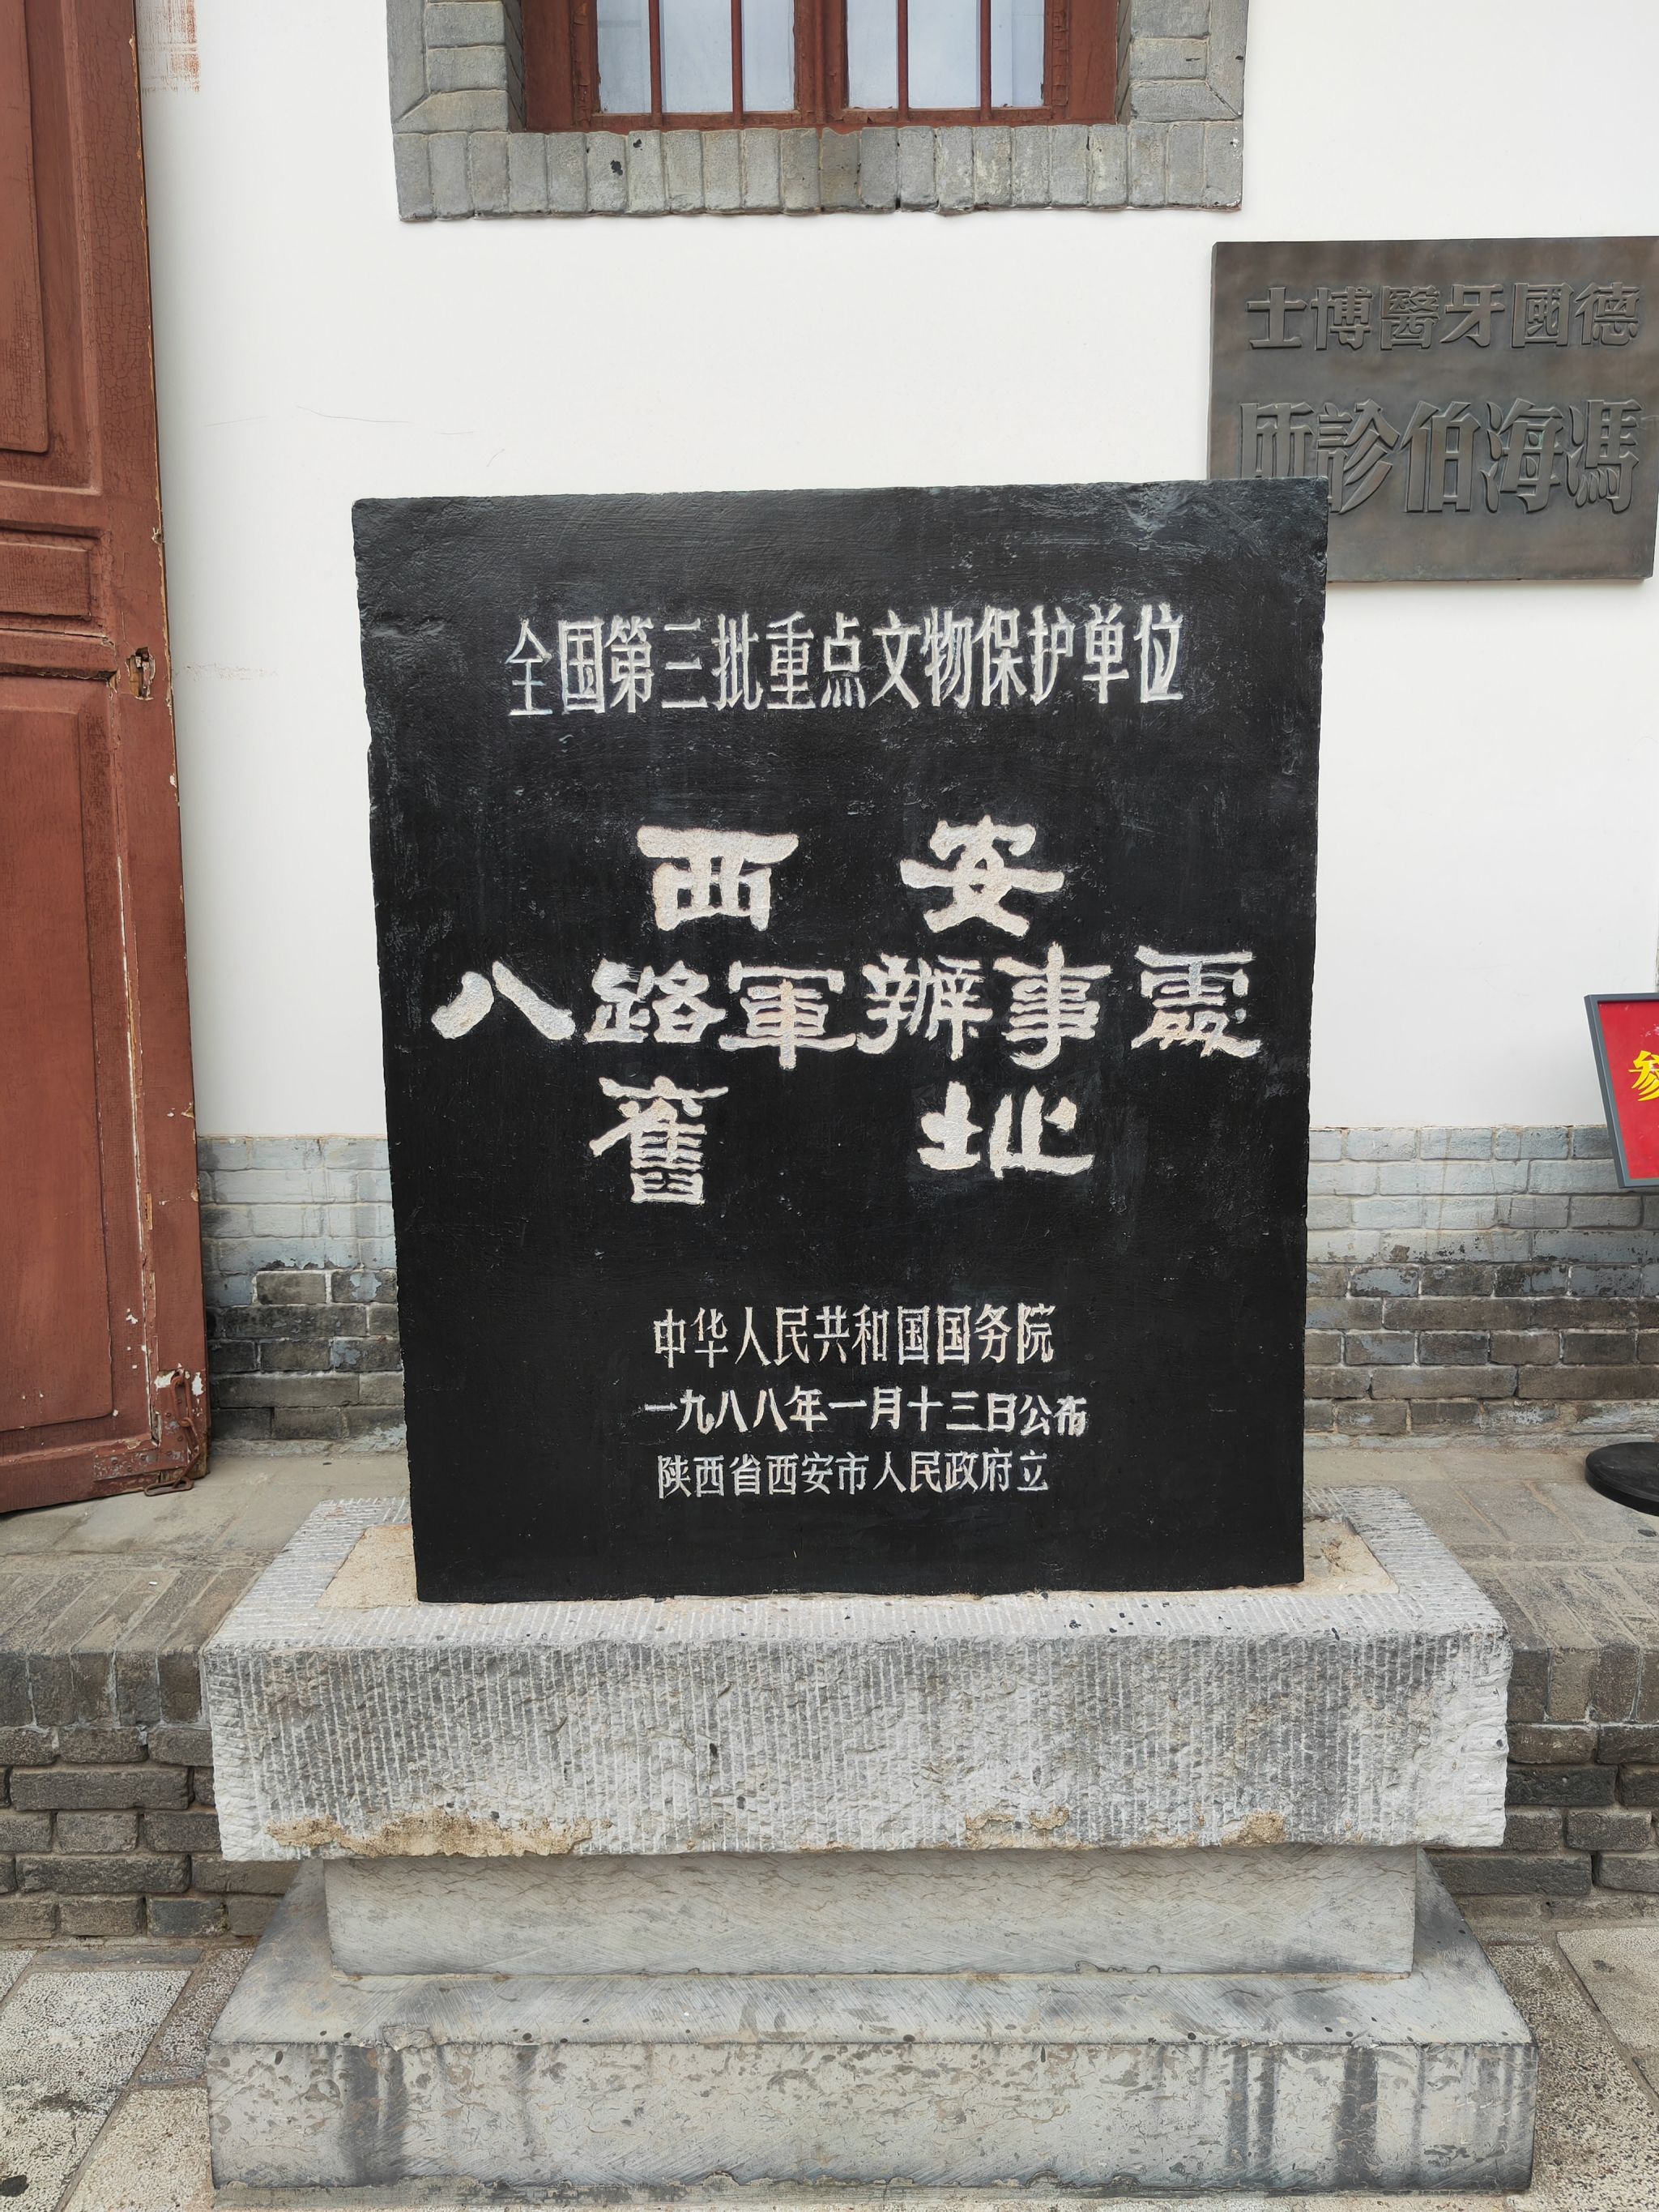 德國牙醫博士
馮海伯診所
全国第三批重点文物保护单位
西安
八路軍辦事處
舊址
中华人民共和国国务院
一九八八年一月十三日公布
陕西省西安市人民政府立
参